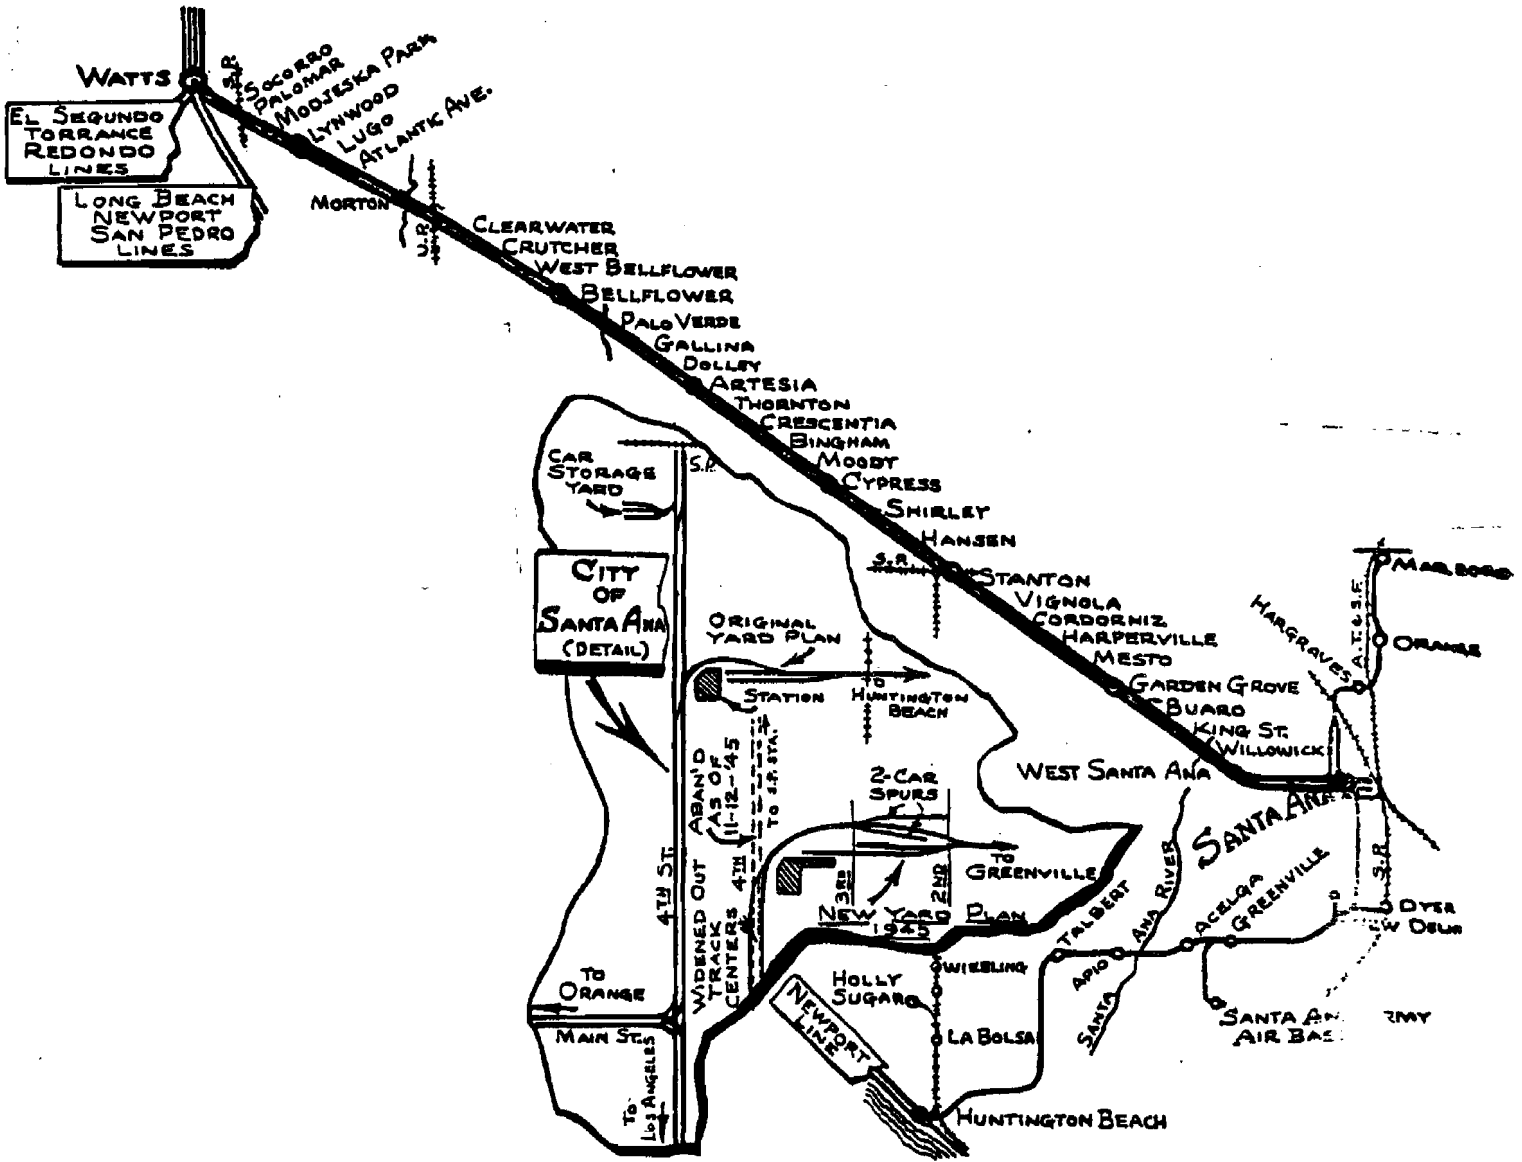 WATTS
S.P.
SOCORRO
PALOMAR
MODJESKA PARK
LYNWOOD
LUGO
ATLANTIC AVE.
EL SEGUNDO
TORRANCE
REDONDO
LINES
LONG BEACH
NEWPORT
SAN PEDRO
LINES
MORTON
U.P.
CLEARWATER
CRUTCHER
WEST BELLFLOWER
BELLFLOWER
PALO VERDE
GALLINA
DOLLEY
ARTESIA
THORNTON
CRESCENTIA
BINGHAM
MOODY
CYPRESS
SHIRLEY
HANSEN
S.P.
STANTON
VIGNOLA
CORDORNIZ
HARPERVILLE
MESTO
GARDEN GROVE
BUARO
KING ST.
WILLOWICK
WEST SANTA ANA
SANTA ANA
HARGRAVES
A.T.&S.F.
MARLBORO
ORANGE
S.P.
CAR
STORAGE
YARD
S.P.
CITY
OF
SANTA ANA
(DETAIL)
ORIGINAL
YARD PLAN
STATION
TO
HUNTINGTON
BEACH
ABAN'D
AS OF
11-12-'45
TO S.P. STA.
2-CAR
SPURS
TO
GREENVILLE
3RD
2ND
4TH
4TH ST.
WIDENED OUT
TRACK
CENTERS
NEW YARD PLAN
1945
TO
ORANGE
MAIN ST.
TO
LOS ANGELES
TALBERT
APIO
SANTA ANA RIVER
ACELGA
GREENVILLE
DYER
SANTA AN RMY
AIR BAS
WIEBLING
HOLLY
SUGAR
LA BOLSA
NEWPORT
LINE
HUNTINGTON BEACH